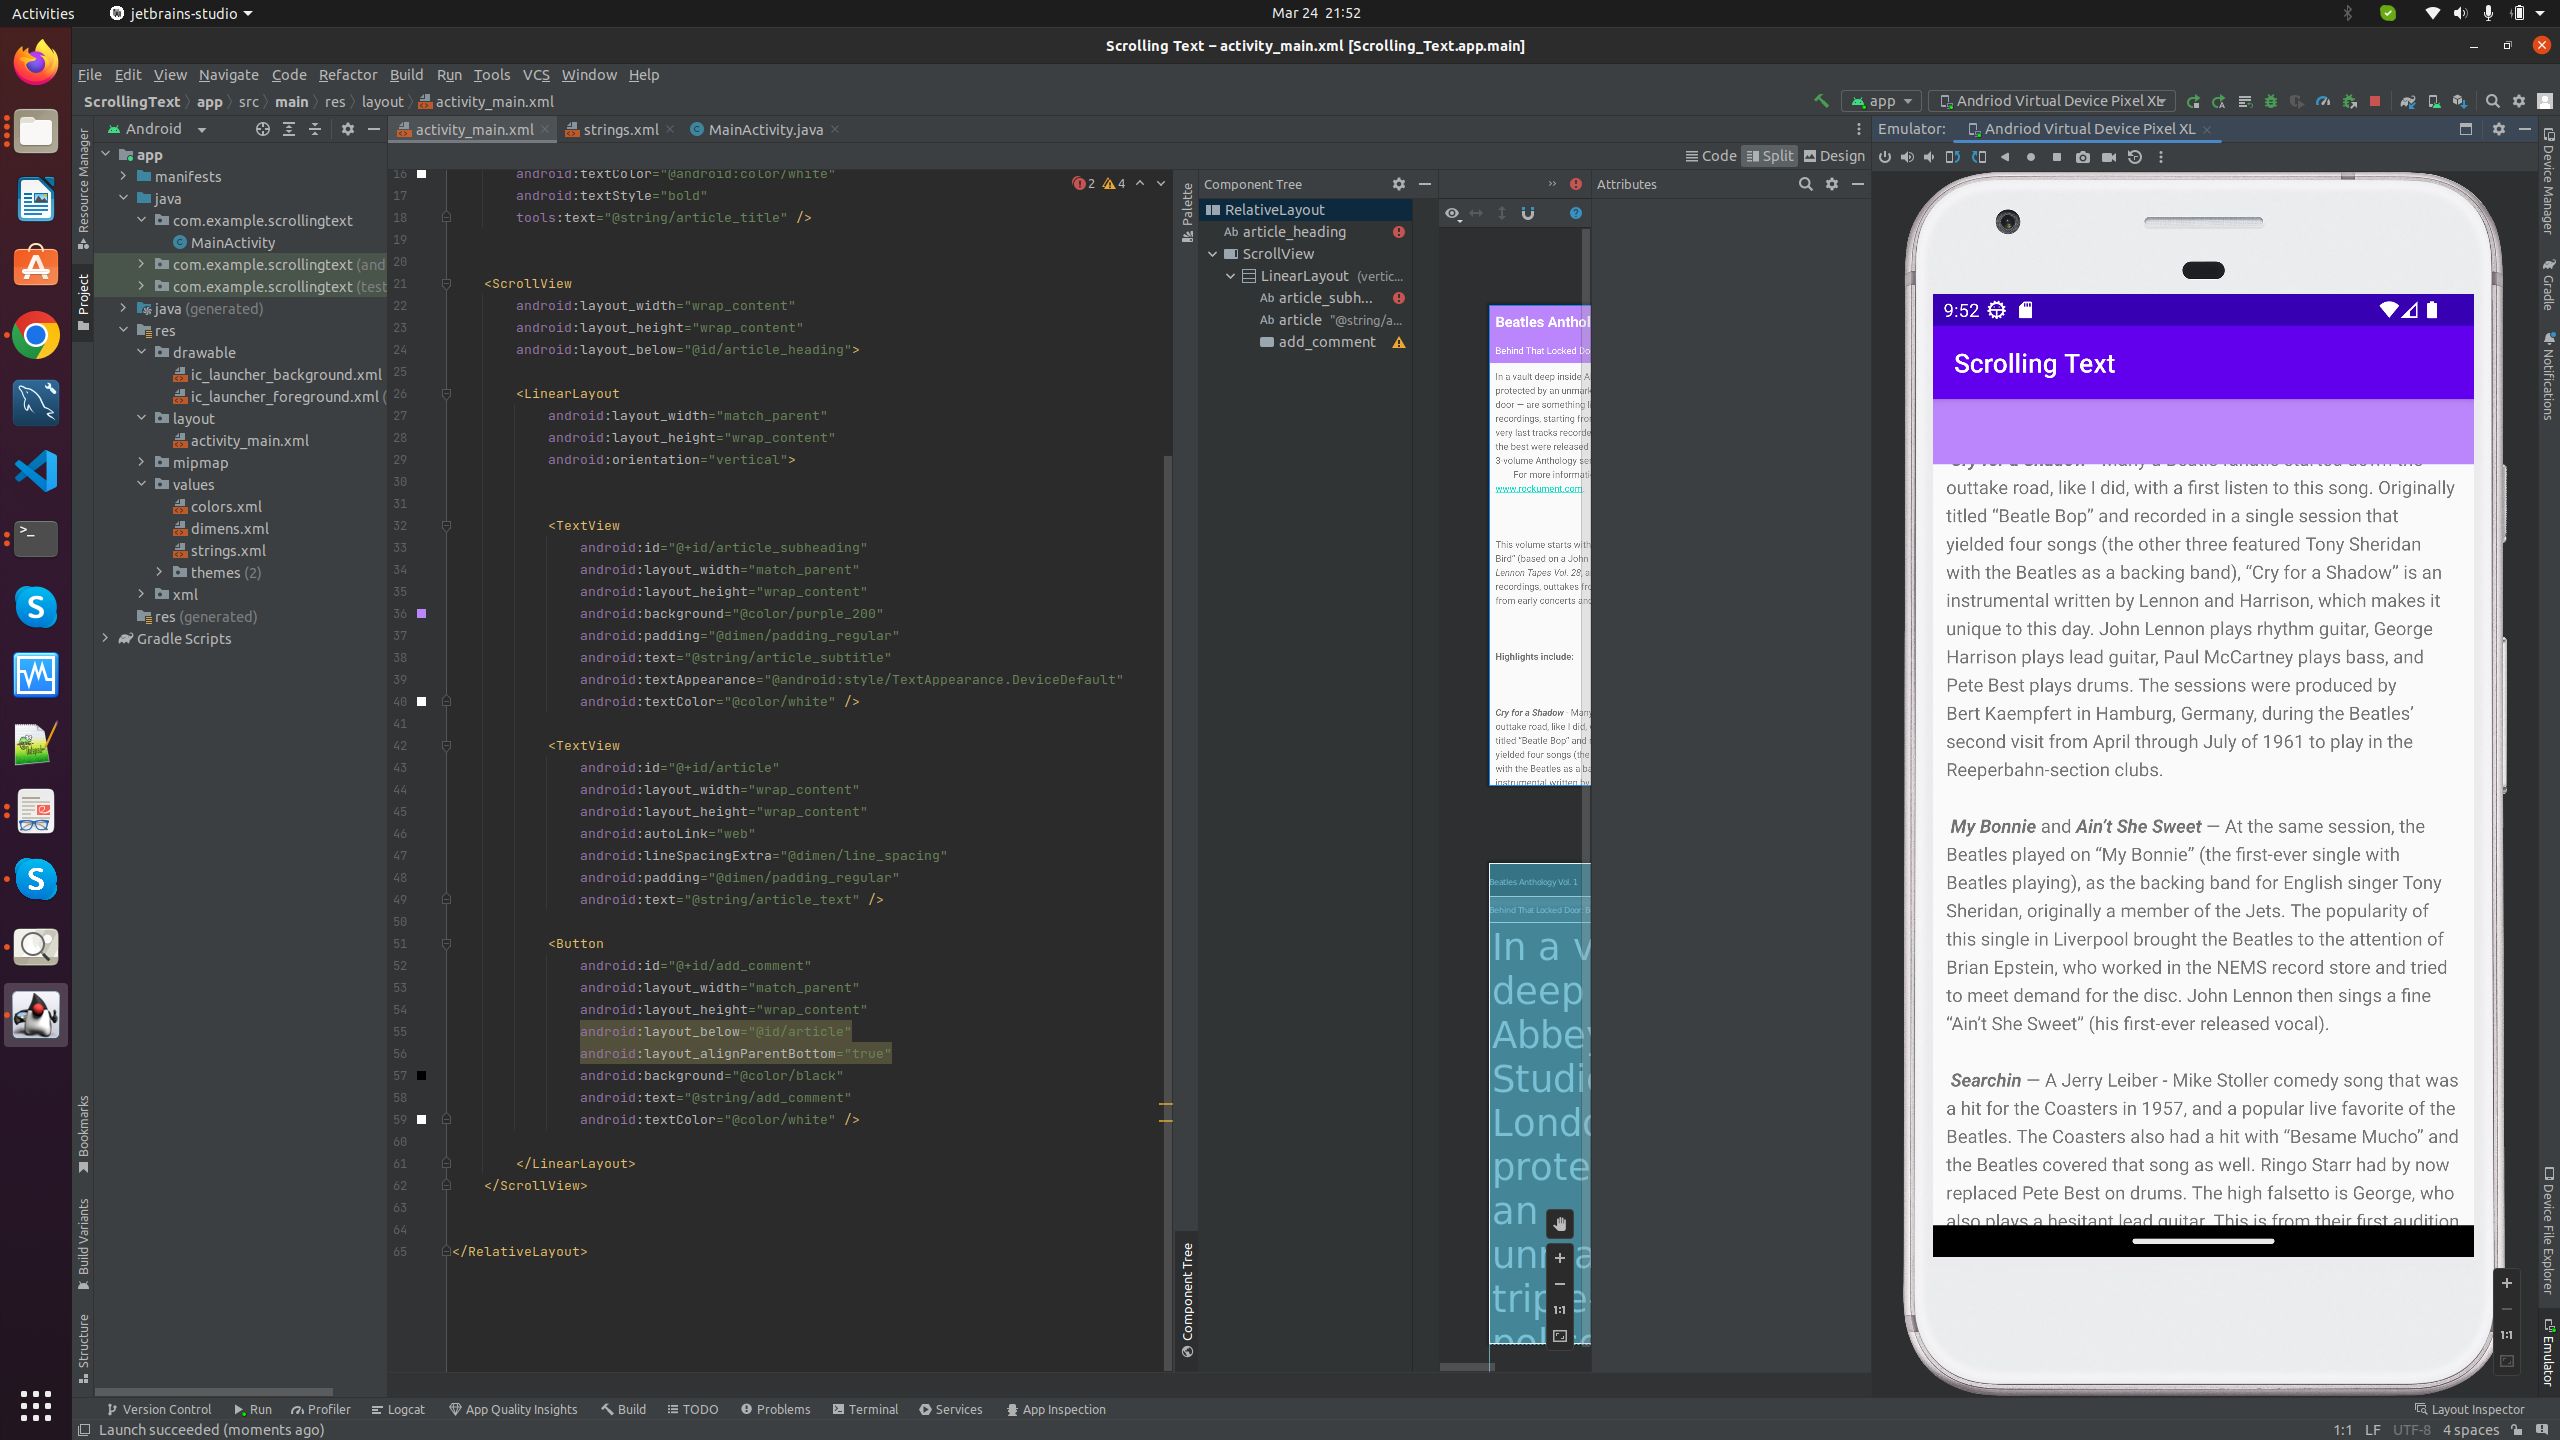 Activities
jetbrains-studio
Mar 24 21:52
Scrolling Text – activity_main.xml [Scrolling_Text.app.main]
File Edit View Navigate Code Refactor Build Run Tools VCS Window Help
ScrollingText app src main res layout activity_main.xml
app
Andriod Virtual Device Pixel XL
Android
activity_main.xml
strings.xml
MainActivity.java
Emulator: Andriod Virtual Device Pixel XL
Code Split Design
Resource Manager
Project
Bookmarks
Build Variants
Structure
app
manifests
java
com.example.scrollingtext
MainActivity
com.example.scrollingtext (and
com.example.scrollingtext (test
java (generated)
res
drawable
ic_launcher_background.xml
ic_launcher_foreground.xml (
layout
activity_main.xml
mipmap
values
colors.xml
dimens.xml
strings.xml
themes (2)
xml
res (generated)
Gradle Scripts
2 4
16 android:textColor="@android:color/white"
17 android:textStyle="bold"
18 tools:text="@string/article_title" />
19
20
21 <ScrollView
22 android:layout_width="wrap_content"
23 android:layout_height="wrap_content"
24 android:layout_below="@id/article_heading">
25
26 <LinearLayout
27 android:layout_width="match_parent"
28 android:layout_height="wrap_content"
29 android:orientation="vertical">
30
31
32 <TextView
33 android:id="@+id/article_subheading"
34 android:layout_width="match_parent"
35 android:layout_height="wrap_content"
36 android:background="@color/purple_200"
37 android:padding="@dimen/padding_regular"
38 android:text="@string/article_subtitle"
39 android:textAppearance="@android:style/TextAppearance.DeviceDefault"
40 android:textColor="@color/white" />
41
42 <TextView
43 android:id="@+id/article"
44 android:layout_width="wrap_content"
45 android:layout_height="wrap_content"
46 android:autoLink="web"
47 android:lineSpacingExtra="@dimen/line_spacing"
48 android:padding="@dimen/padding_regular"
49 android:text="@string/article_text" />
50
51 <Button
52 android:id="@+id/add_comment"
53 android:layout_width="match_parent"
54 android:layout_height="wrap_content"
55 android:layout_below="@id/article"
56 android:layout_alignParentBottom="true"
57 android:background="@color/black"
58 android:text="@string/add_comment"
59 android:textColor="@color/white" />
60
61 </LinearLayout>
62 </ScrollView>
63
64
65 </RelativeLayout>
Palette
Component Tree
Component Tree
RelativeLayout
Ab article_heading
ScrollView
LinearLayout (vertic...
Ab article_subh...
Ab article "@string/a...
add_comment
Attributes
Beatles Anthol
Behind That Locked Do
In a vault deep inside A
protected by an unmark
door — are something li
recordings, starting fro
very last tracks recorde
the best were released
3-volume Anthology se
For more informati
www.rockument.com.
This volume starts with
Bird" (based on a John
Lennon Tapes Vol. 28, a
recordings, outtakes fr
from early concerts an
Highlights include:
Cry for a Shadow - Many
outtake road, like I did,
titled "Beatle Bop" and
yielded four songs (the
with the Beatles as a ba
instrumental written by
Beatles Anthology Vol. 1
Behind That Locked Door: B
In a v
deep
Abbey
Studi
Londo
prote
an
unm a
triple
police
1:1
9:52
Scrolling Text
Cry for a Shadow - Many a Beatle fanatic started down the
outtake road, like I did, with a first listen to this song. Originally
titled “Beatle Bop” and recorded in a single session that
yielded four songs (the other three featured Tony Sheridan
with the Beatles as a backing band), “Cry for a Shadow” is an
instrumental written by Lennon and Harrison, which makes it
unique to this day. John Lennon plays rhythm guitar, George
Harrison plays lead guitar, Paul McCartney plays bass, and
Pete Best plays drums. The sessions were produced by
Bert Kaempfert in Hamburg, Germany, during the Beatles’
second visit from April through July of 1961 to play in the
Reeperbahn-section clubs.
My Bonnie and Ain’t She Sweet — At the same session, the
Beatles played on “My Bonnie” (the first-ever single with
Beatles playing), as the backing band for English singer Tony
Sheridan, originally a member of the Jets. The popularity of
this single in Liverpool brought the Beatles to the attention of
Brian Epstein, who worked in the NEMS record store and tried
to meet demand for the disc. John Lennon then sings a fine
“Ain’t She Sweet” (his first-ever released vocal).
Searchin — A Jerry Leiber - Mike Stoller comedy song that was
a hit for the Coasters in 1957, and a popular live favorite of the
Beatles. The Coasters also had a hit with “Besame Mucho” and
the Beatles covered that song as well. Ringo Starr had by now
replaced Pete Best on drums. The high falsetto is George, who
also plays a hesitant lead guitar. This is from their first audition
1:1
Device Manager
Gradle
Notifications
Device File Explorer
Emulator
Version Control Run Profiler Logcat App Quality Insights Build TODO Problems Terminal Services App Inspection
Layout Inspector
Launch succeeded (moments ago)
1:1 LF UTF-8 4 spaces